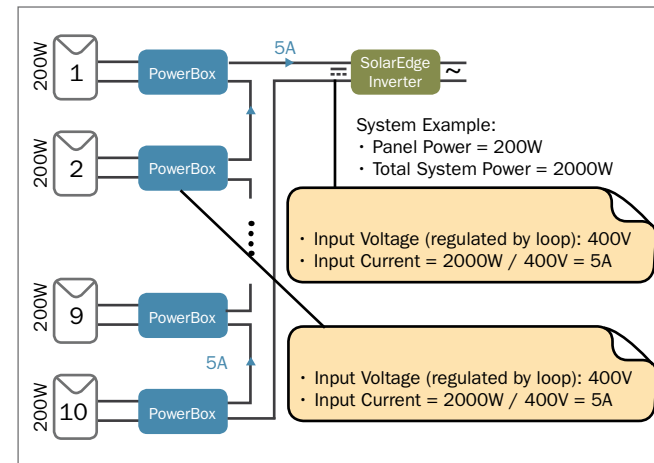 200W
1
PowerBox
5A
SolarEdge
Inverter
~
200W
2
PowerBox
System Example:
· Panel Power = 200W
· Total System Power = 2000W
· Input Voltage (regulated by loop): 400V
· Input Current = 2000W / 400V = 5A
200W
9
PowerBox
5A
200W
10
PowerBox
· Input Voltage (regulated by loop): 400V
· Input Current = 2000W / 400V = 5A